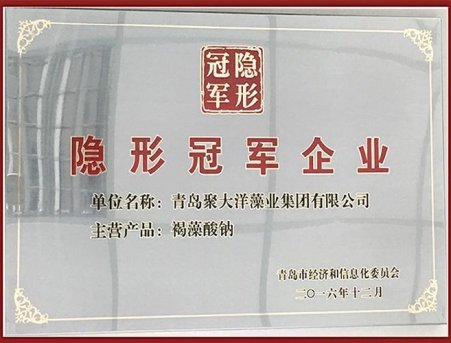 隐形冠军
隐形冠军企业
单位名称：青岛聚大洋藻业集团有限公司
主营产品：褐藻酸钠
青岛市经济和信息化委员会
二〇一六年十二月